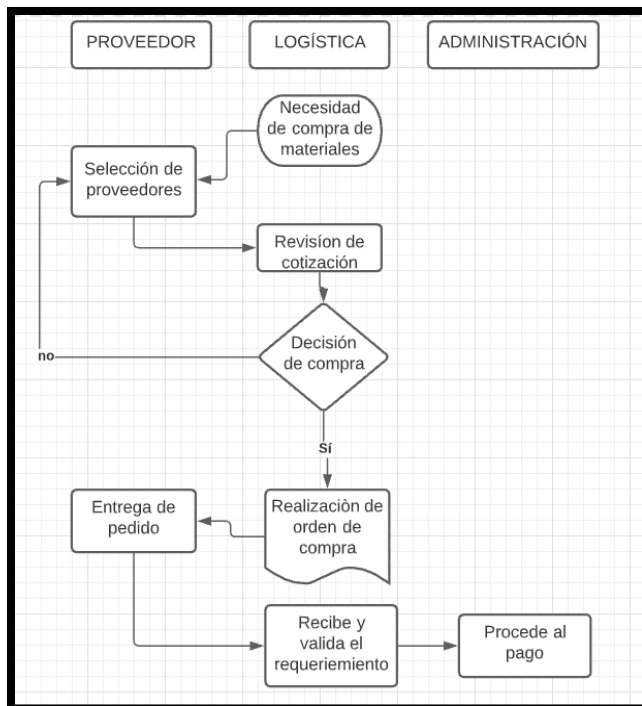 PROVEEDOR
LOGÍSTICA
ADMINISTRACIÓN
Necesidad
de compra de
materiales
Selección de
proveedores
Revisíon de
cotización
Decisión
de compra
no
Sí
Entrega de
pedido
Realizaciòn de
orden de
compra
Recibe y
valida el
requeriemiento
Procede al
pago